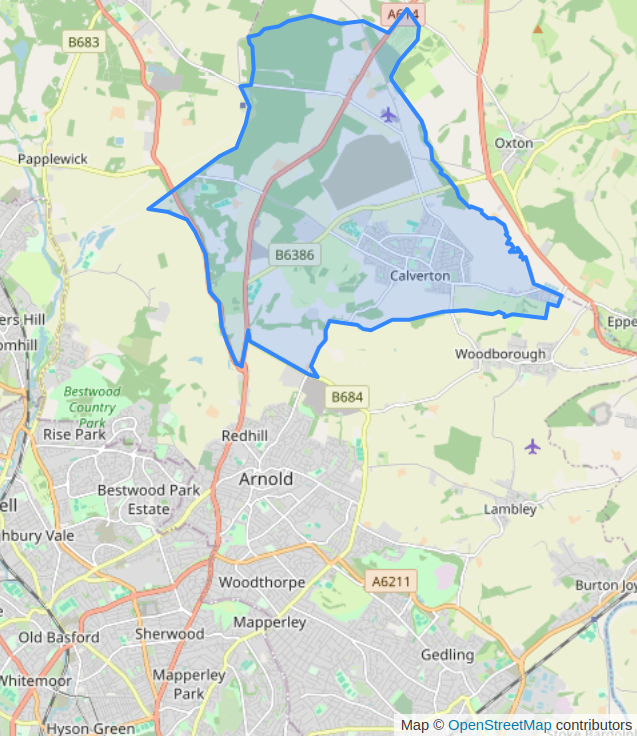 A614
B683
Oxton
Papplewick
B6386
Calverton
ers Hill
Eppe
omhill
Woodborough
Bestwood
Country
Park
B684
Rise Park
Redhill
Arnold
Bestwood Park
Estate
ell
Lambley
hbury Vale
Woodthorpe
A6211
Burton Joy
Mapperley
Old Basford
Sherwood
Gedling
Whitemoor
Mapperley
Park
Hyson Green
Map © OpenStreetMap contributors